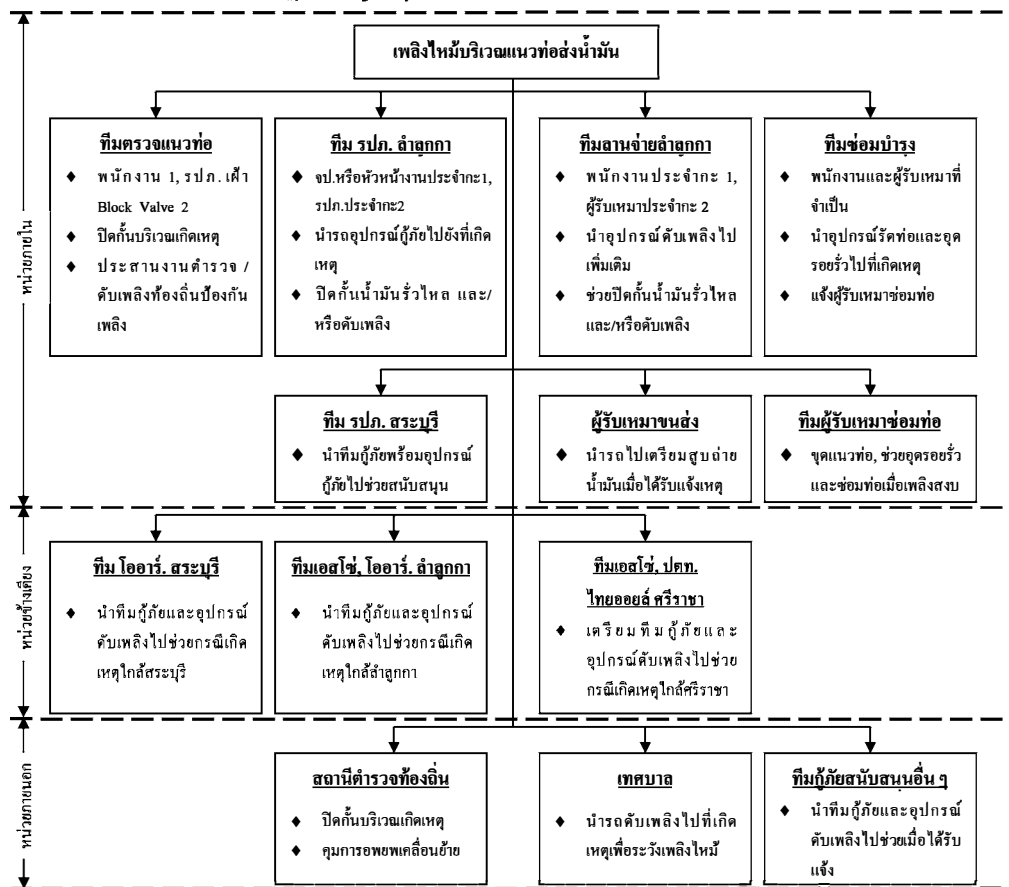 เพลิงไหม้บริเวณแนวท่อส่งน้ำมัน
หน่วยภายใน
ทีมตรวจแนวท่อ
♦ พนักงาน 1, รปภ. เฝ้า
Block Valve 2
♦ ปิดกั้นบริเวณเกิดเหตุ
♦ ประสานงานตำรวจ /
ดับเพลิงท้องถิ่นป้องกัน
เพลิง
ทีม รปภ. ลำลูกกา
♦ จป.หรือหัวหน้างานประจำกะ1,
รปภ.ประจำกะ2
♦ นำรถอุปกรณ์กู้ภัยไปยังที่เกิด
เหตุ
♦ ปิดกั้นน้ำมันรั่วไหล และ/
หรือดับเพลิง
ทีมลานจ่ายลำลูกกา
♦ พนักงานประจำกะ 1,
ผู้รับเหมาประจำกะ 2
♦ นำอุปกรณ์ดับเพลิงไป
เพิ่มเติม
♦ ช่วยปิดกั้นน้ำมันรั่วไหล
และ/หรือดับเพลิง
ทีมซ่อมบำรุง
♦ พนักงานและผู้รับเหมาที่
จำเป็น
♦ นำอุปกรณ์รัดท่อและอุด
รอยรั่วไปที่เกิดเหตุ
♦ แจ้งผู้รับเหมาซ่อมท่อ
ทีม รปภ. สระบุรี
♦ นำทีมกู้ภัยพร้อมอุปกรณ์
กู้ภัยไปช่วยสนับสนุน
ผู้รับเหมาขนส่ง
♦ นำรถไปเตรียมสูบถ่าย
น้ำมันเมื่อได้รับแจ้งเหตุ
ทีมผู้รับเหมาซ่อมท่อ
♦ ขุดแนวท่อ, ช่วยอุดรอยรั่ว
และซ่อมท่อเมื่อเพลิงสงบ
หน่วยข้างเคียง
ทีม โออาร์. สระบุรี
♦ นำทีมกู้ภัยและอุปกรณ์
ดับเพลิงไปช่วยกรณีเกิด
เหตุใกล้สระบุรี
ทีมเอสโซ่, โออาร์. ลำลูกกา
♦ นำทีมกู้ภัยและอุปกรณ์
ดับเพลิงไปช่วยกรณีเกิด
เหตุใกล้ลำลูกกา
ทีมเอสโซ่, ปตท.
ไทยออยล์ ศรีราชา
♦ เตรียมทีมกู้ภัยและ
อุปกรณ์ดับเพลิงไปช่วย
กรณีเกิดเหตุใกล้ศรีราชา
หน่วยภายนอก
สถานีตำรวจท้องถิ่น
♦ ปิดกั้นบริเวณเกิดเหตุ
♦ คุมการอพยพเคลื่อนย้าย
เทศบาล
♦ นำรถดับเพลิงไปที่เกิด
เหตุเพื่อระวังเพลิงไหม้
ทีมกู้ภัยสนับสนุนอื่น ๆ
♦ นำทีมกู้ภัยและอุปกรณ์
ดับเพลิงไปช่วยเมื่อได้รับ
แจ้ง